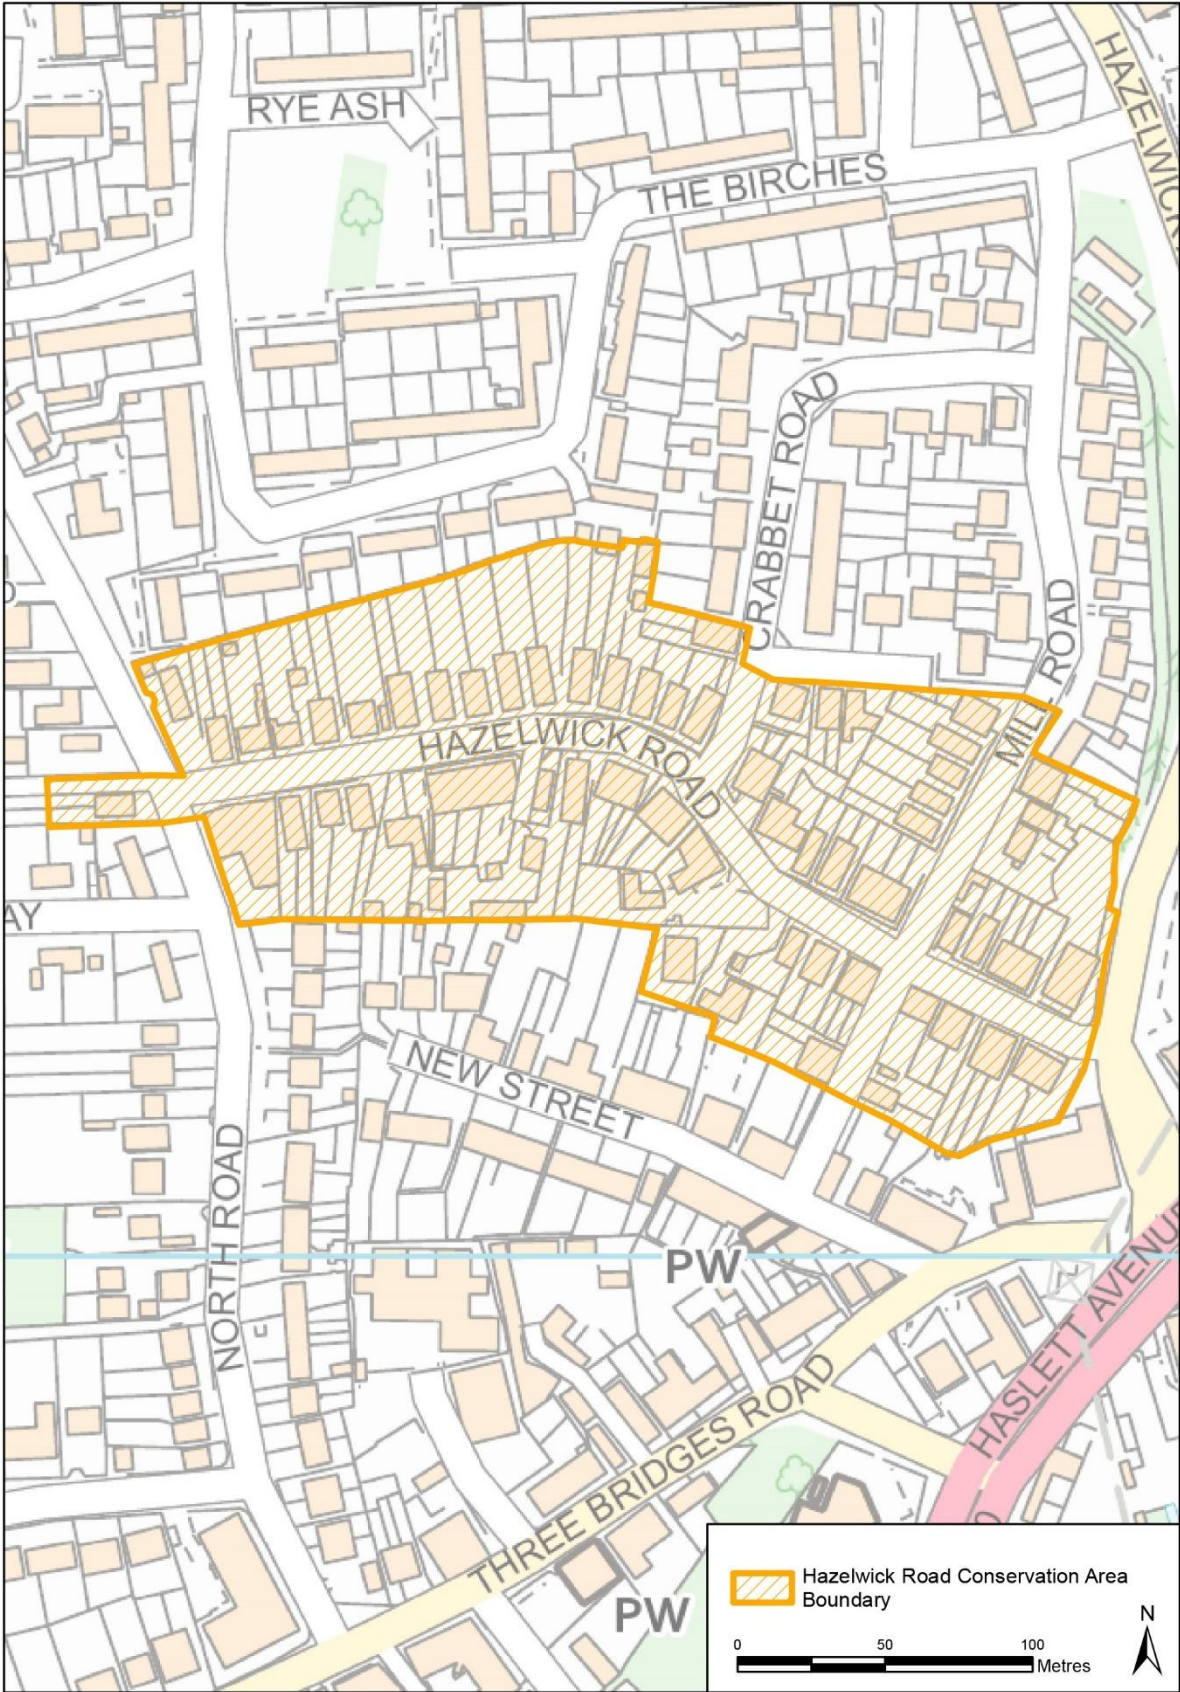 HAZELWICK
RYE ASH
THE BIRCHES
CRABBET ROAD
MILL ROAD
HAZELWICK ROAD
AY
NEW STREET
NORTH ROAD
PW
HASLETT AVENUE
THREE BRIDGES ROAD
PW
Hazelwick Road Conservation Area
Boundary
N
0 50 100
Metres